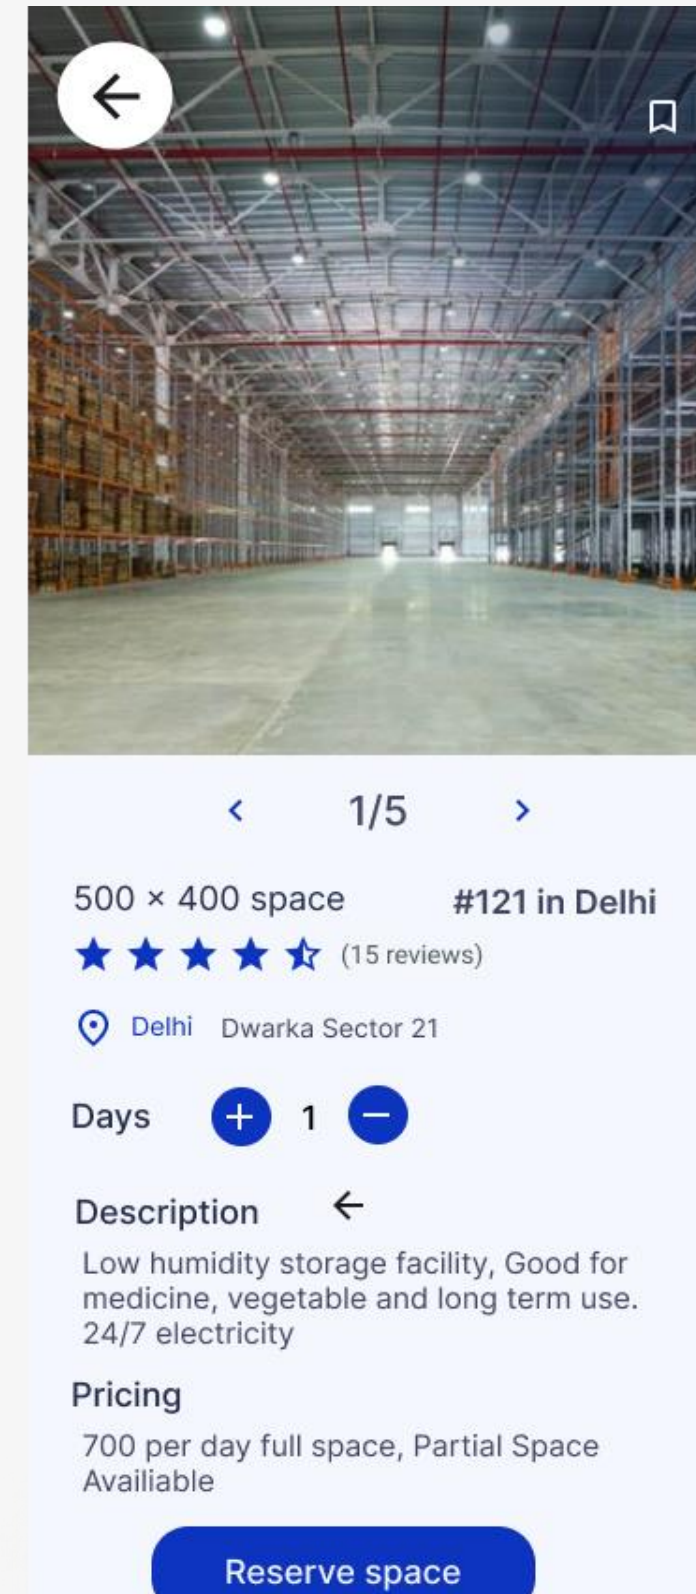 1/5
500 × 400 space
#121 in Delhi
(15 reviews)
Delhi Dwarka Sector 21
Days + 1 −
Description
Low humidity storage facility, Good for
medicine, vegetable and long term use.
24/7 electricity
Pricing
700 per day full space, Partial Space
Availiable
Reserve space